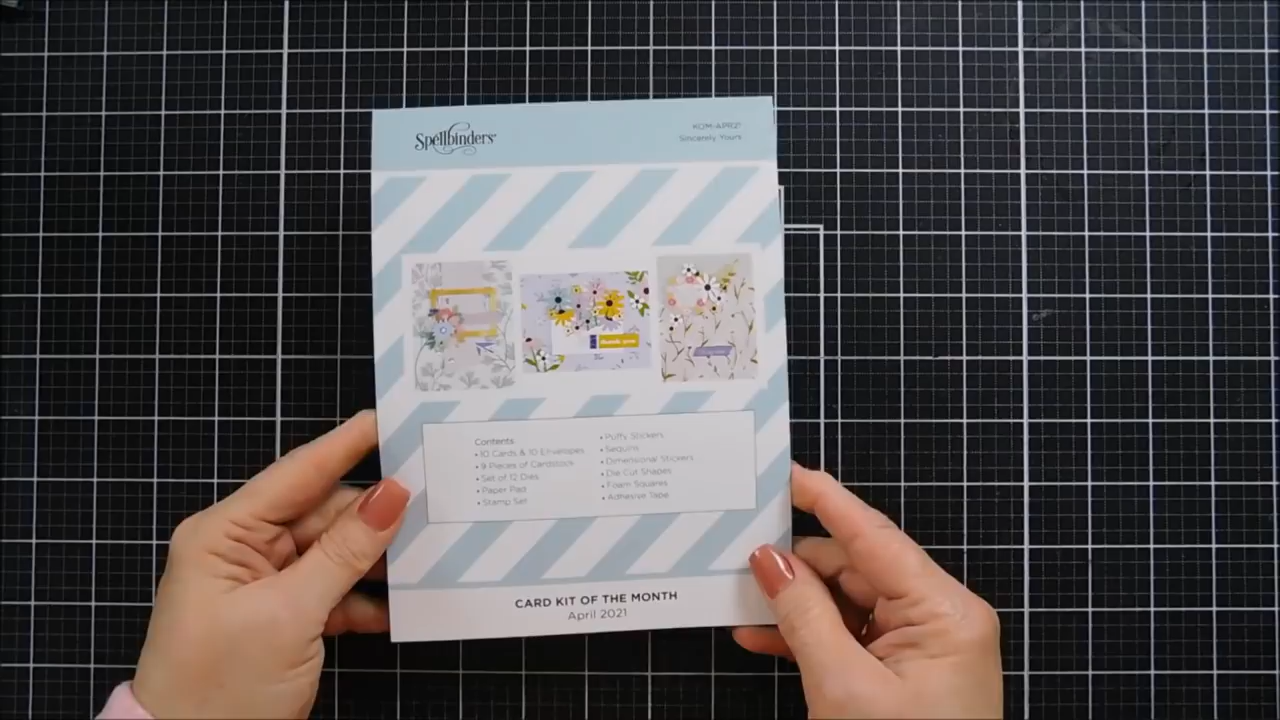 Spellbinders
KOM-APR21
Sincerely Yours
thank you
Contents
• 10 Cards & 10 Envelopes
• 9 Pieces of Cardstock
• Set of 12 Dies
• Paper Pad
• Stamp Set
• Puffy Stickers
• Sequins
• Dimensional Stickers
• Die Cut Shapes
• Foam Squares
• Adhesive Tape
CARD KIT OF THE MONTH
April 2021